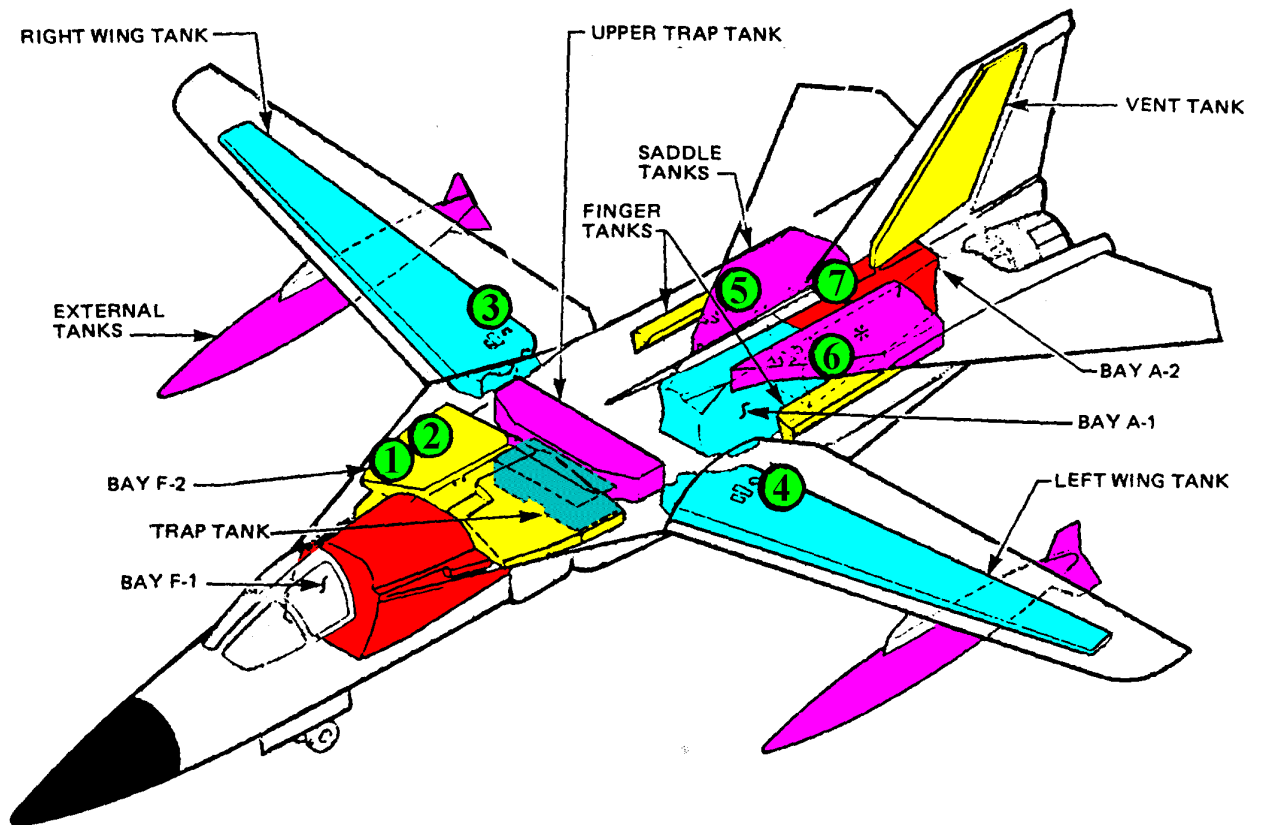 RIGHT WING TANK
UPPER TRAP TANK
VENT TANK
SADDLE
TANKS
FINGER
TANKS
EXTERNAL
TANKS
3
5
7
6
*
BAY A-2
BAY A-1
2
1
BAY F-2
4
LEFT WING TANK
TRAP TANK
BAY F-1